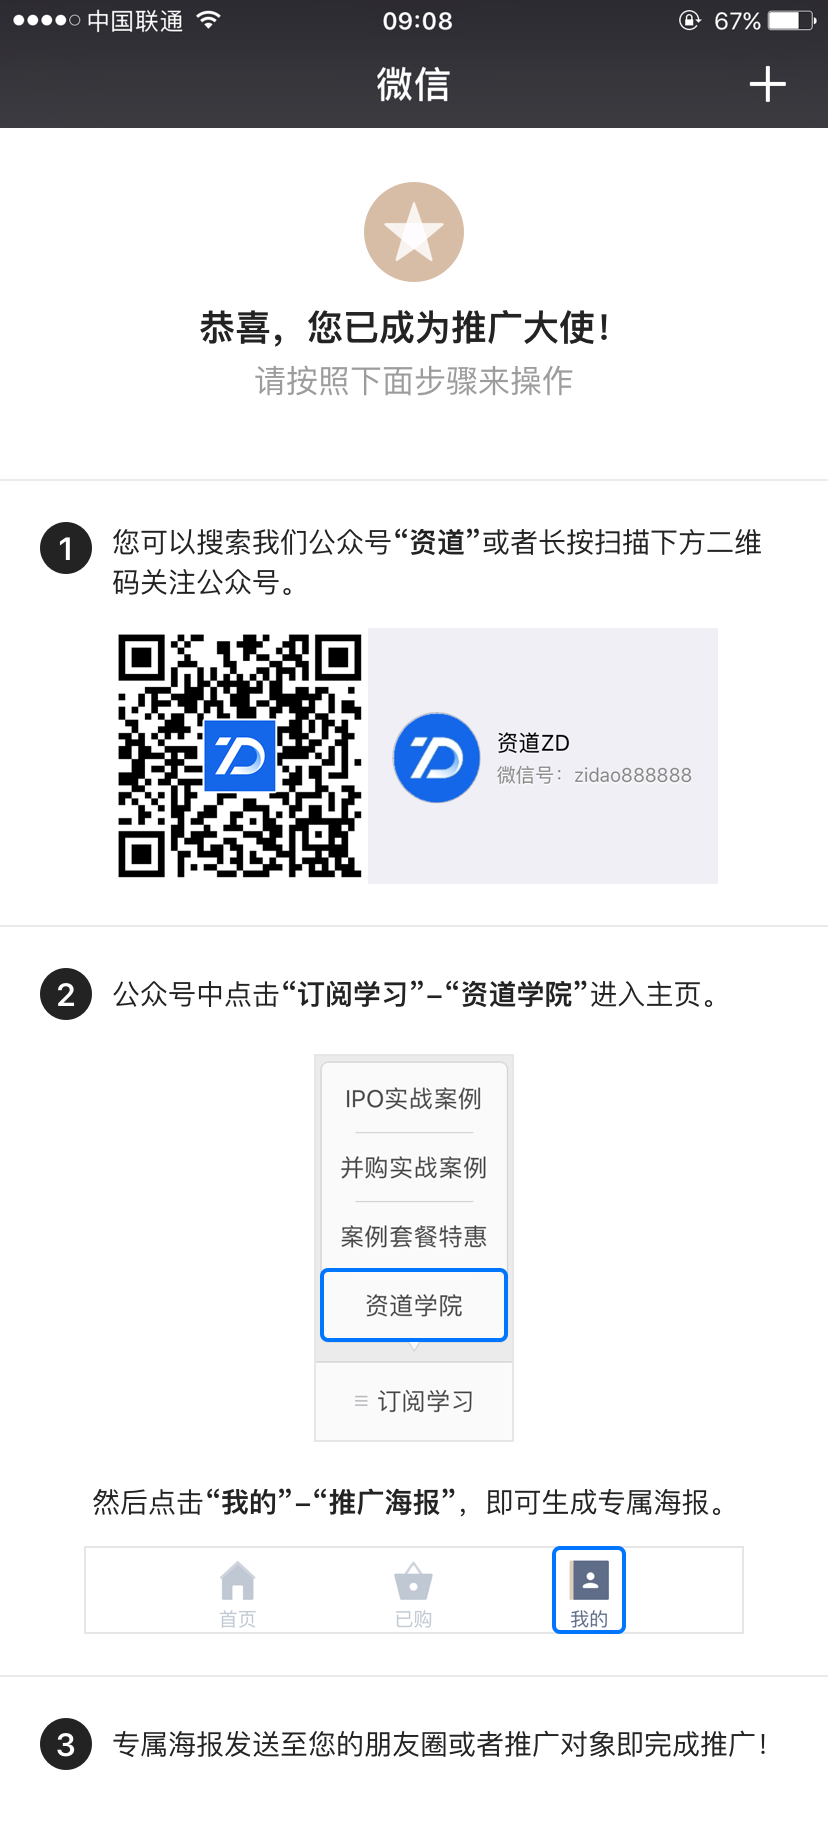 中国联通 09:08 67%
微信
恭喜，您已成为推广大使！
请按照下面步骤来操作
1 您可以搜索我们公众号“资道”或者长按扫描下方二维
码关注公众号。
ZD
ZD
资道ZD
微信号：zidao888888
2 公众号中点击“订阅学习”–“资道学院”进入主页。
IPO实战案例
并购实战案例
案例套餐特惠
资道学院
订阅学习
然后点击“我的”–“推广海报”，即可生成专属海报。
首页 已购 我的
3 专属海报发送至您的朋友圈或者推广对象即完成推广！